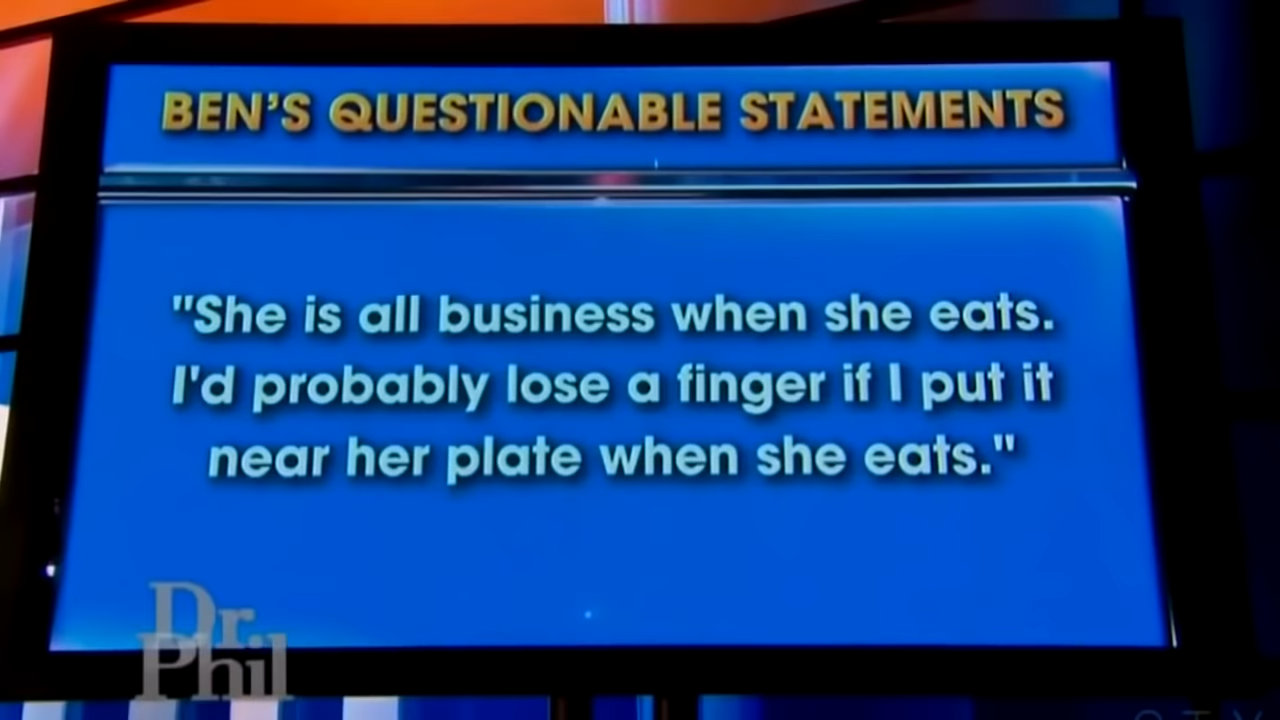 BEN'S QUESTIONABLE STATEMENTS
"She is all business when she eats.
I'd probably lose a finger if I put it
near her plate when she eats."
Dr.
Phil
CTV